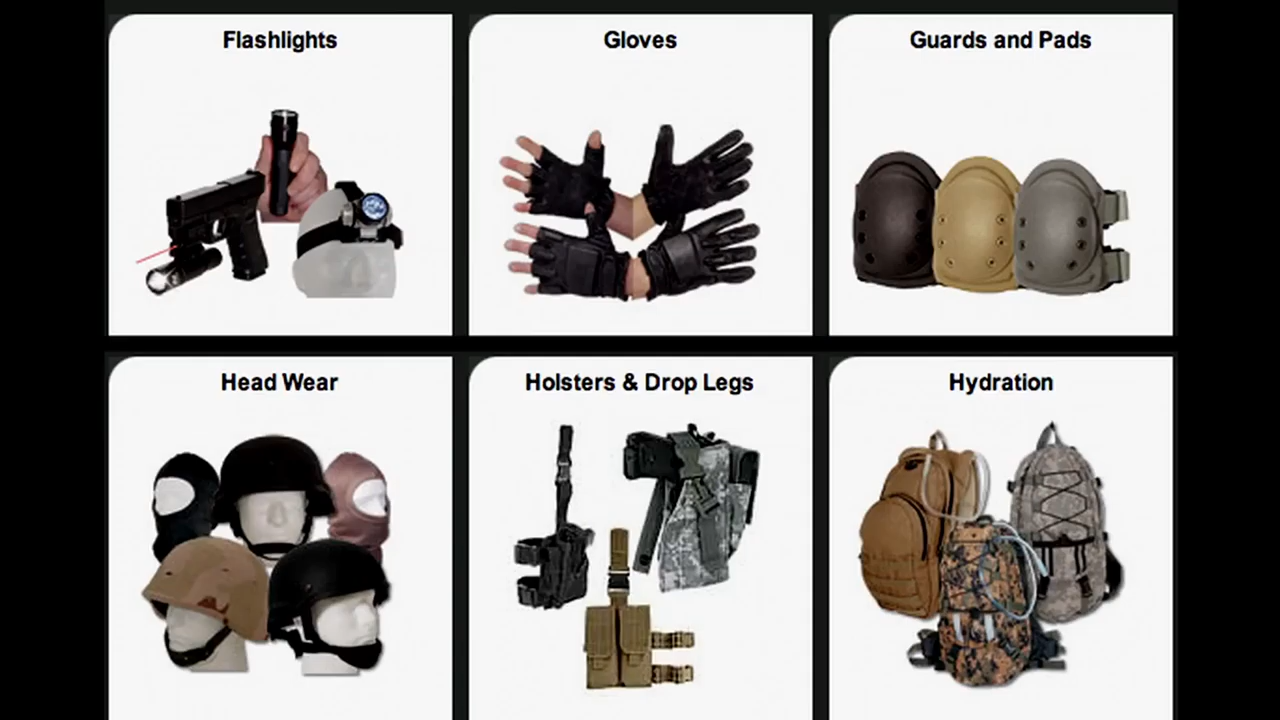 Flashlights
Gloves
Guards and Pads
Head Wear
Holsters & Drop Legs
Hydration